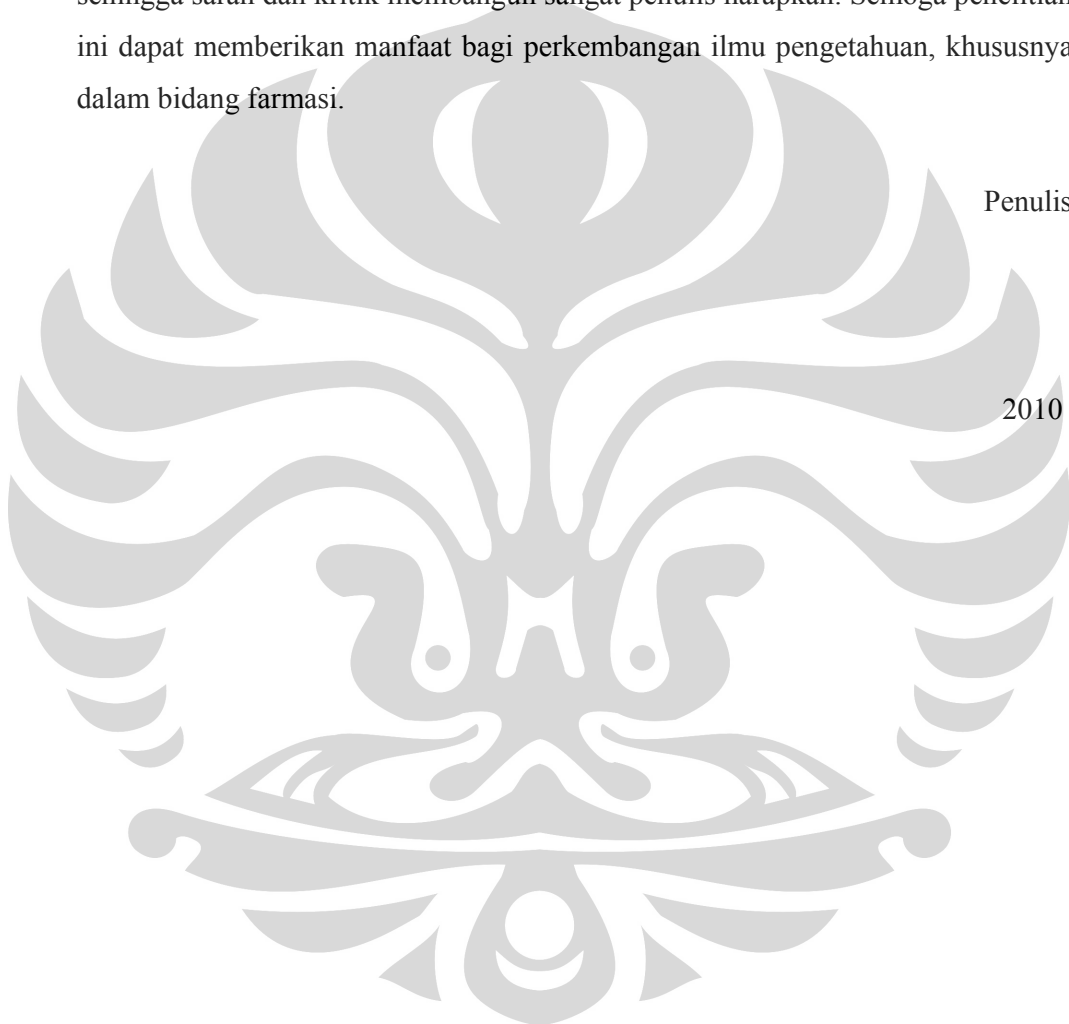 sehingga saran dan kritik membangun sangat penulis harapkan. Semoga penelitian
ini dapat memberikan manfaat bagi perkembangan ilmu pengetahuan, khususnya
dalam bidang farmasi.
Penulis
2010